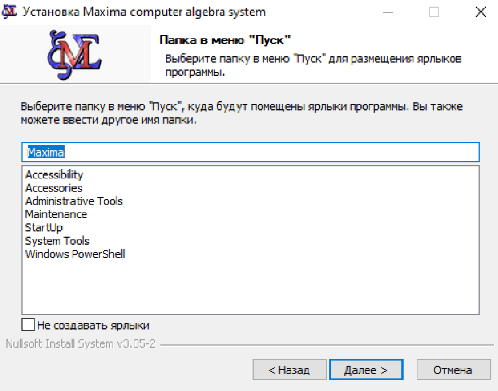 Установка Maxima computer algebra system
Папка в меню "Пуск"
Выберите папку в меню "Пуск" для размещения ярлыков
программы.
Выберите папку в меню "Пуск", куда будут помещены ярлыки программы. Вы также
можете ввести другое имя папки.
Maxima
Accessibility
Accessories
Administrative Tools
Maintenance
StartUp
System Tools
Windows PowerShell
Не создавать ярлыки
Nullsoft Install System v3.05-2
< Назад
Далее >
Отмена